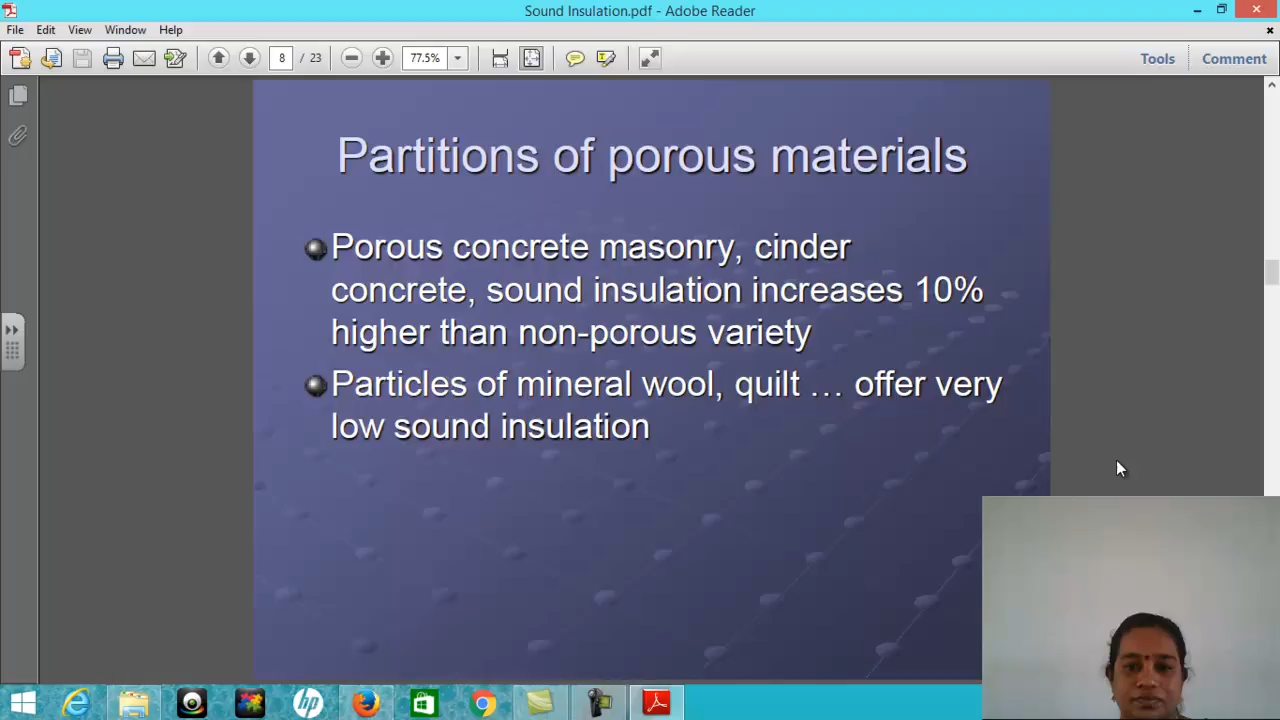 Sound Insulation.pdf - Adobe Reader
File Edit View Window Help
8 / 23 77.5% Tools Comment
Partitions of porous materials
Porous concrete masonry, cinder
concrete, sound insulation increases 10%
higher than non-porous variety
Particles of mineral wool, quilt … offer very
low sound insulation
hp